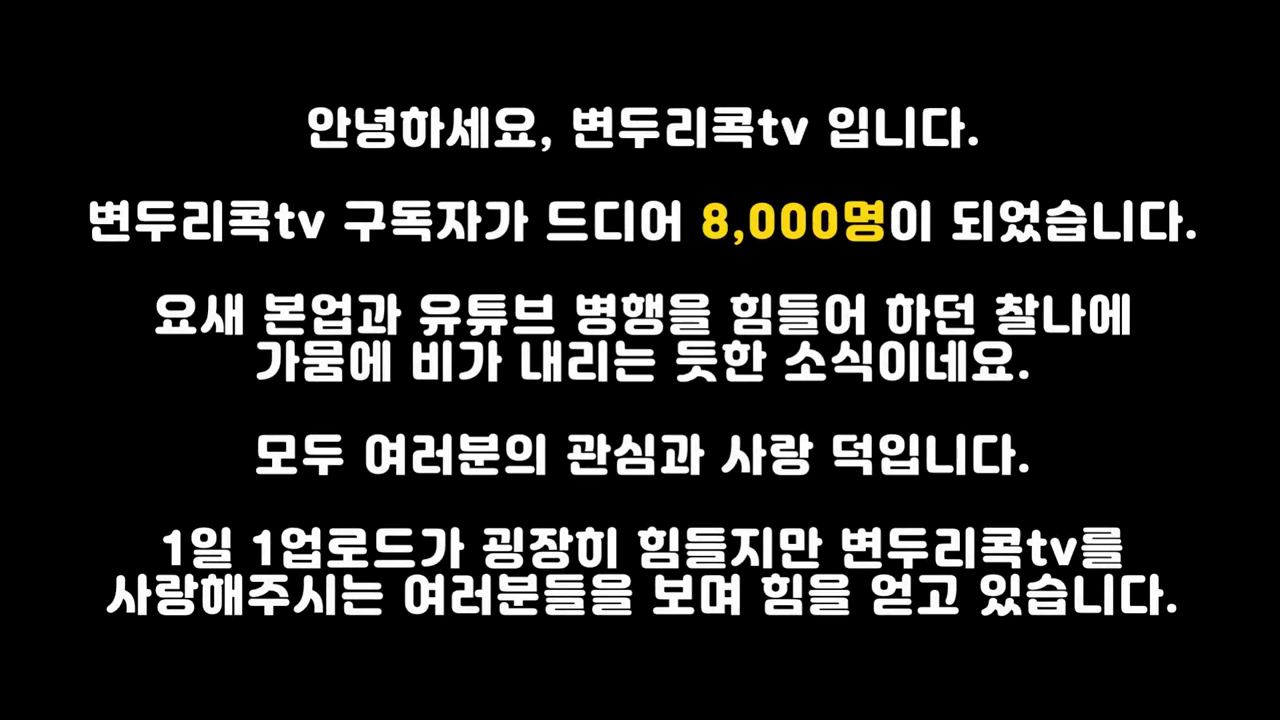 안녕하세요, 변두리콕tv 입니다.
변두리콕tv 구독자가 드디어 8,000명이 되었습니다.
요새 본업과 유튜브 병행을 힘들어 하던 찰나에
가뭄에 비가 내리는 듯한 소식이네요.
모두 여러분의 관심과 사랑 덕입니다.
1일 1업로드가 굉장히 힘들지만 변두리콕tv를
사랑해주시는 여러분들을 보며 힘을 얻고 있습니다.